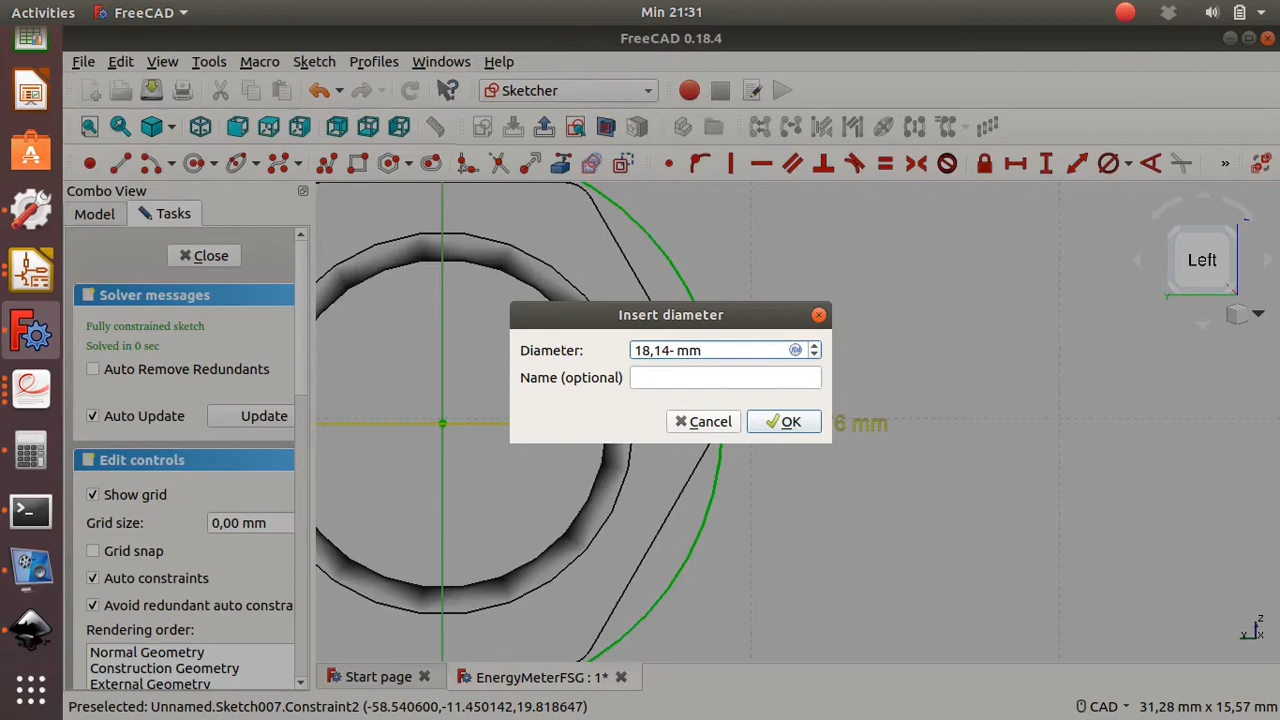 Activities
FreeCAD
Min 21:31
FreeCAD 0.18.4
File Edit View Tools Macro Sketch Profiles Windows Help
Sketcher
Combo View
Model
Tasks
Close
Solver messages
Fully constrained sketch
Solved in 0 sec
Auto Remove Redundants
Auto Update
Update
Edit controls
Show grid
Grid size: 0,00 mm
Grid snap
Auto constraints
Avoid redundant auto constra
Rendering order:
Normal Geometry
Construction Geometry
External Geometry
Insert diameter
Diameter: 18,14- mm
Name (optional)
Cancel
OK
6 mm
Left
Y
z
y x
Start page
EnergyMeterFSG : 1*
Preselected: Unnamed.Sketch007.Constraint2 (-58.540600,-11.450142,19.818647)
CAD
31,28 mm x 15,57 mm